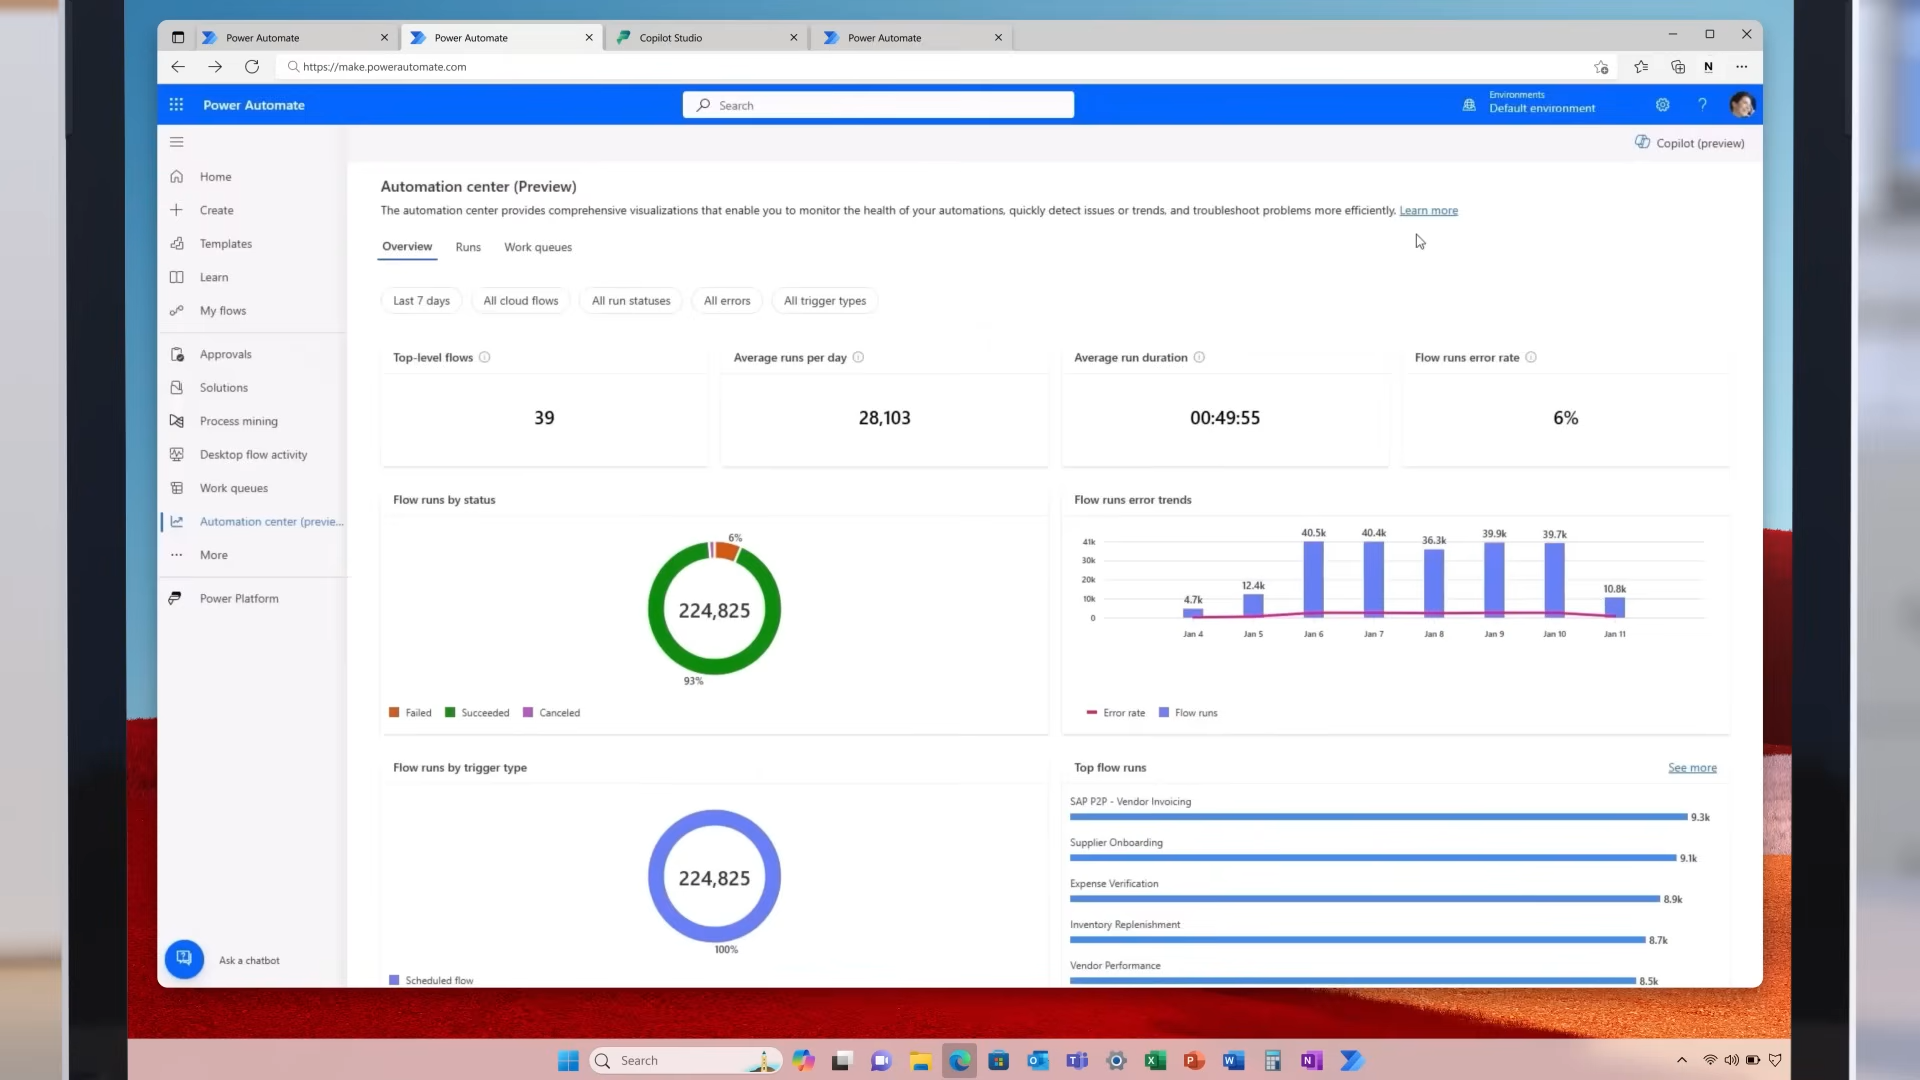 Power Automate
Power Automate
Copilot Studio
Power Automate
https://make.powerautomate.com
N
Power Automate
Search
Environments
Default environment
?
Copilot (preview)
Home
Create
Templates
Learn
My flows
Approvals
Solutions
Process mining
Desktop flow activity
Work queues
Automation center (previe...
More
Power Platform
Ask a chatbot
Automation center (Preview)
The automation center provides comprehensive visualizations that enable you to monitor the health of your automations, quickly detect issues or trends, and troubleshoot problems more efficiently. Learn more
Overview Runs Work queues
Last 7 days All cloud flows All run statuses All errors All trigger types
Top-level flows
39
Average runs per day
28,103
Average run duration
00:49:55
Flow runs error rate
6%
Flow runs by status
6%
224,825
93%
Failed Succeeded Canceled
Flow runs error trends
41k
30k
20k
10k
0
4.7k 12.4k 40.5k 40.4k 36.3k 39.9k 39.7k 10.8k
Jan 4 Jan 5 Jan 6 Jan 7 Jan 8 Jan 9 Jan 10 Jan 11
Error rate Flow runs
Flow runs by trigger type
224,825
100%
Scheduled flow
Top flow runs
See more
SAP P2P - Vendor Invoicing
9.3k
Supplier Onboarding
9.1k
Expense Verification
8.9k
Inventory Replenishment
8.7k
Vendor Performance
8.5k
Search